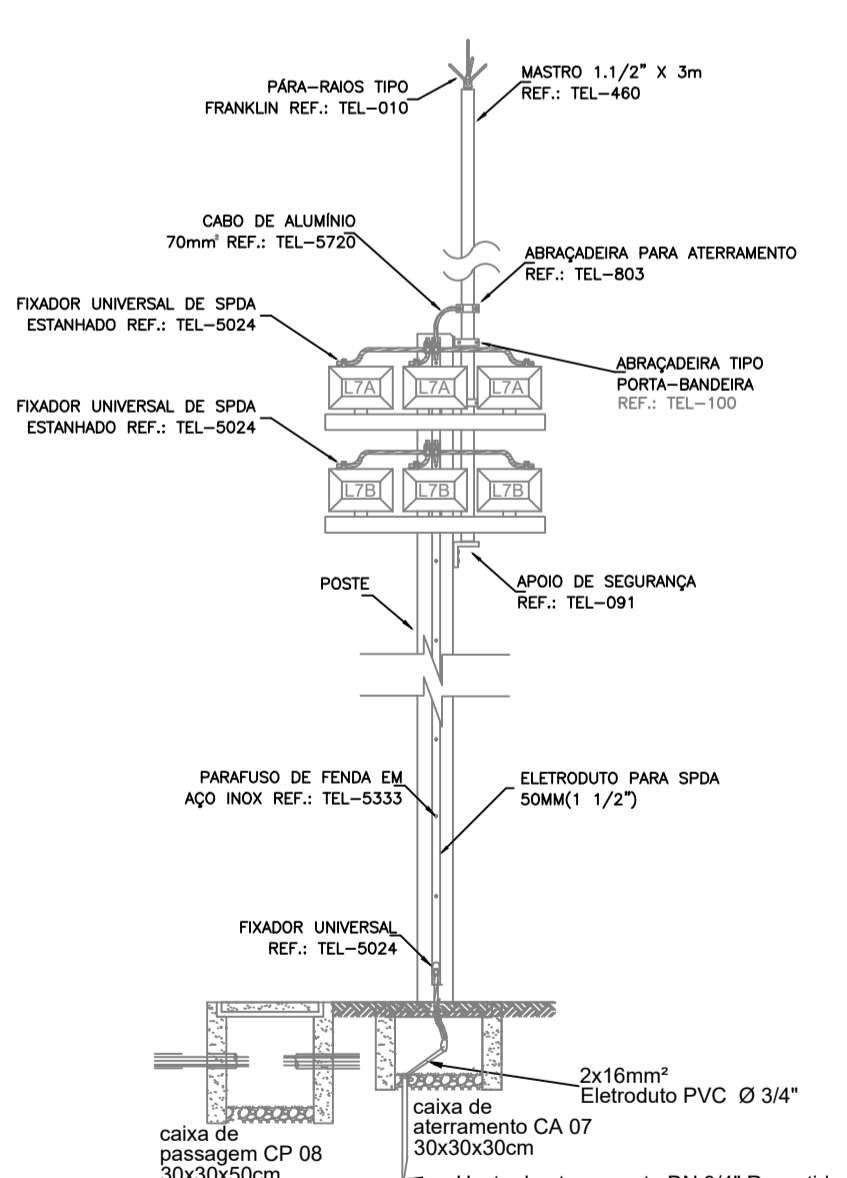 PÁRA-RAIOS TIPO
FRANKLIN REF.: TEL-010
MASTRO 1.1/2" X 3m
REF.: TEL-460
CABO DE ALUMÍNIO
70mm² REF.: TEL-5720
ABRAÇADEIRA PARA ATERRAMENTO
REF.: TEL-803
FIXADOR UNIVERSAL DE SPDA
ESTANHADO REF.: TEL-5024
ABRAÇADEIRA TIPO
PORTA-BANDEIRA
REF.: TEL-100
L7A L7A L7A
FIXADOR UNIVERSAL DE SPDA
ESTANHADO REF.: TEL-5024
L7B L7B L7B
POSTE
APOIO DE SEGURANÇA
REF.: TEL-091
PARAFUSO DE FENDA EM
AÇO INOX REF.: TEL-5333
ELETRODUTO PARA SPDA
50MM(1 1/2")
FIXADOR UNIVERSAL
REF.: TEL-5024
2x16mm²
Eletroduto PVC Ø 3/4"
caixa de
aterramento CA 07
30x30x30cm
caixa de
passagem CP 08
30x30x50cm